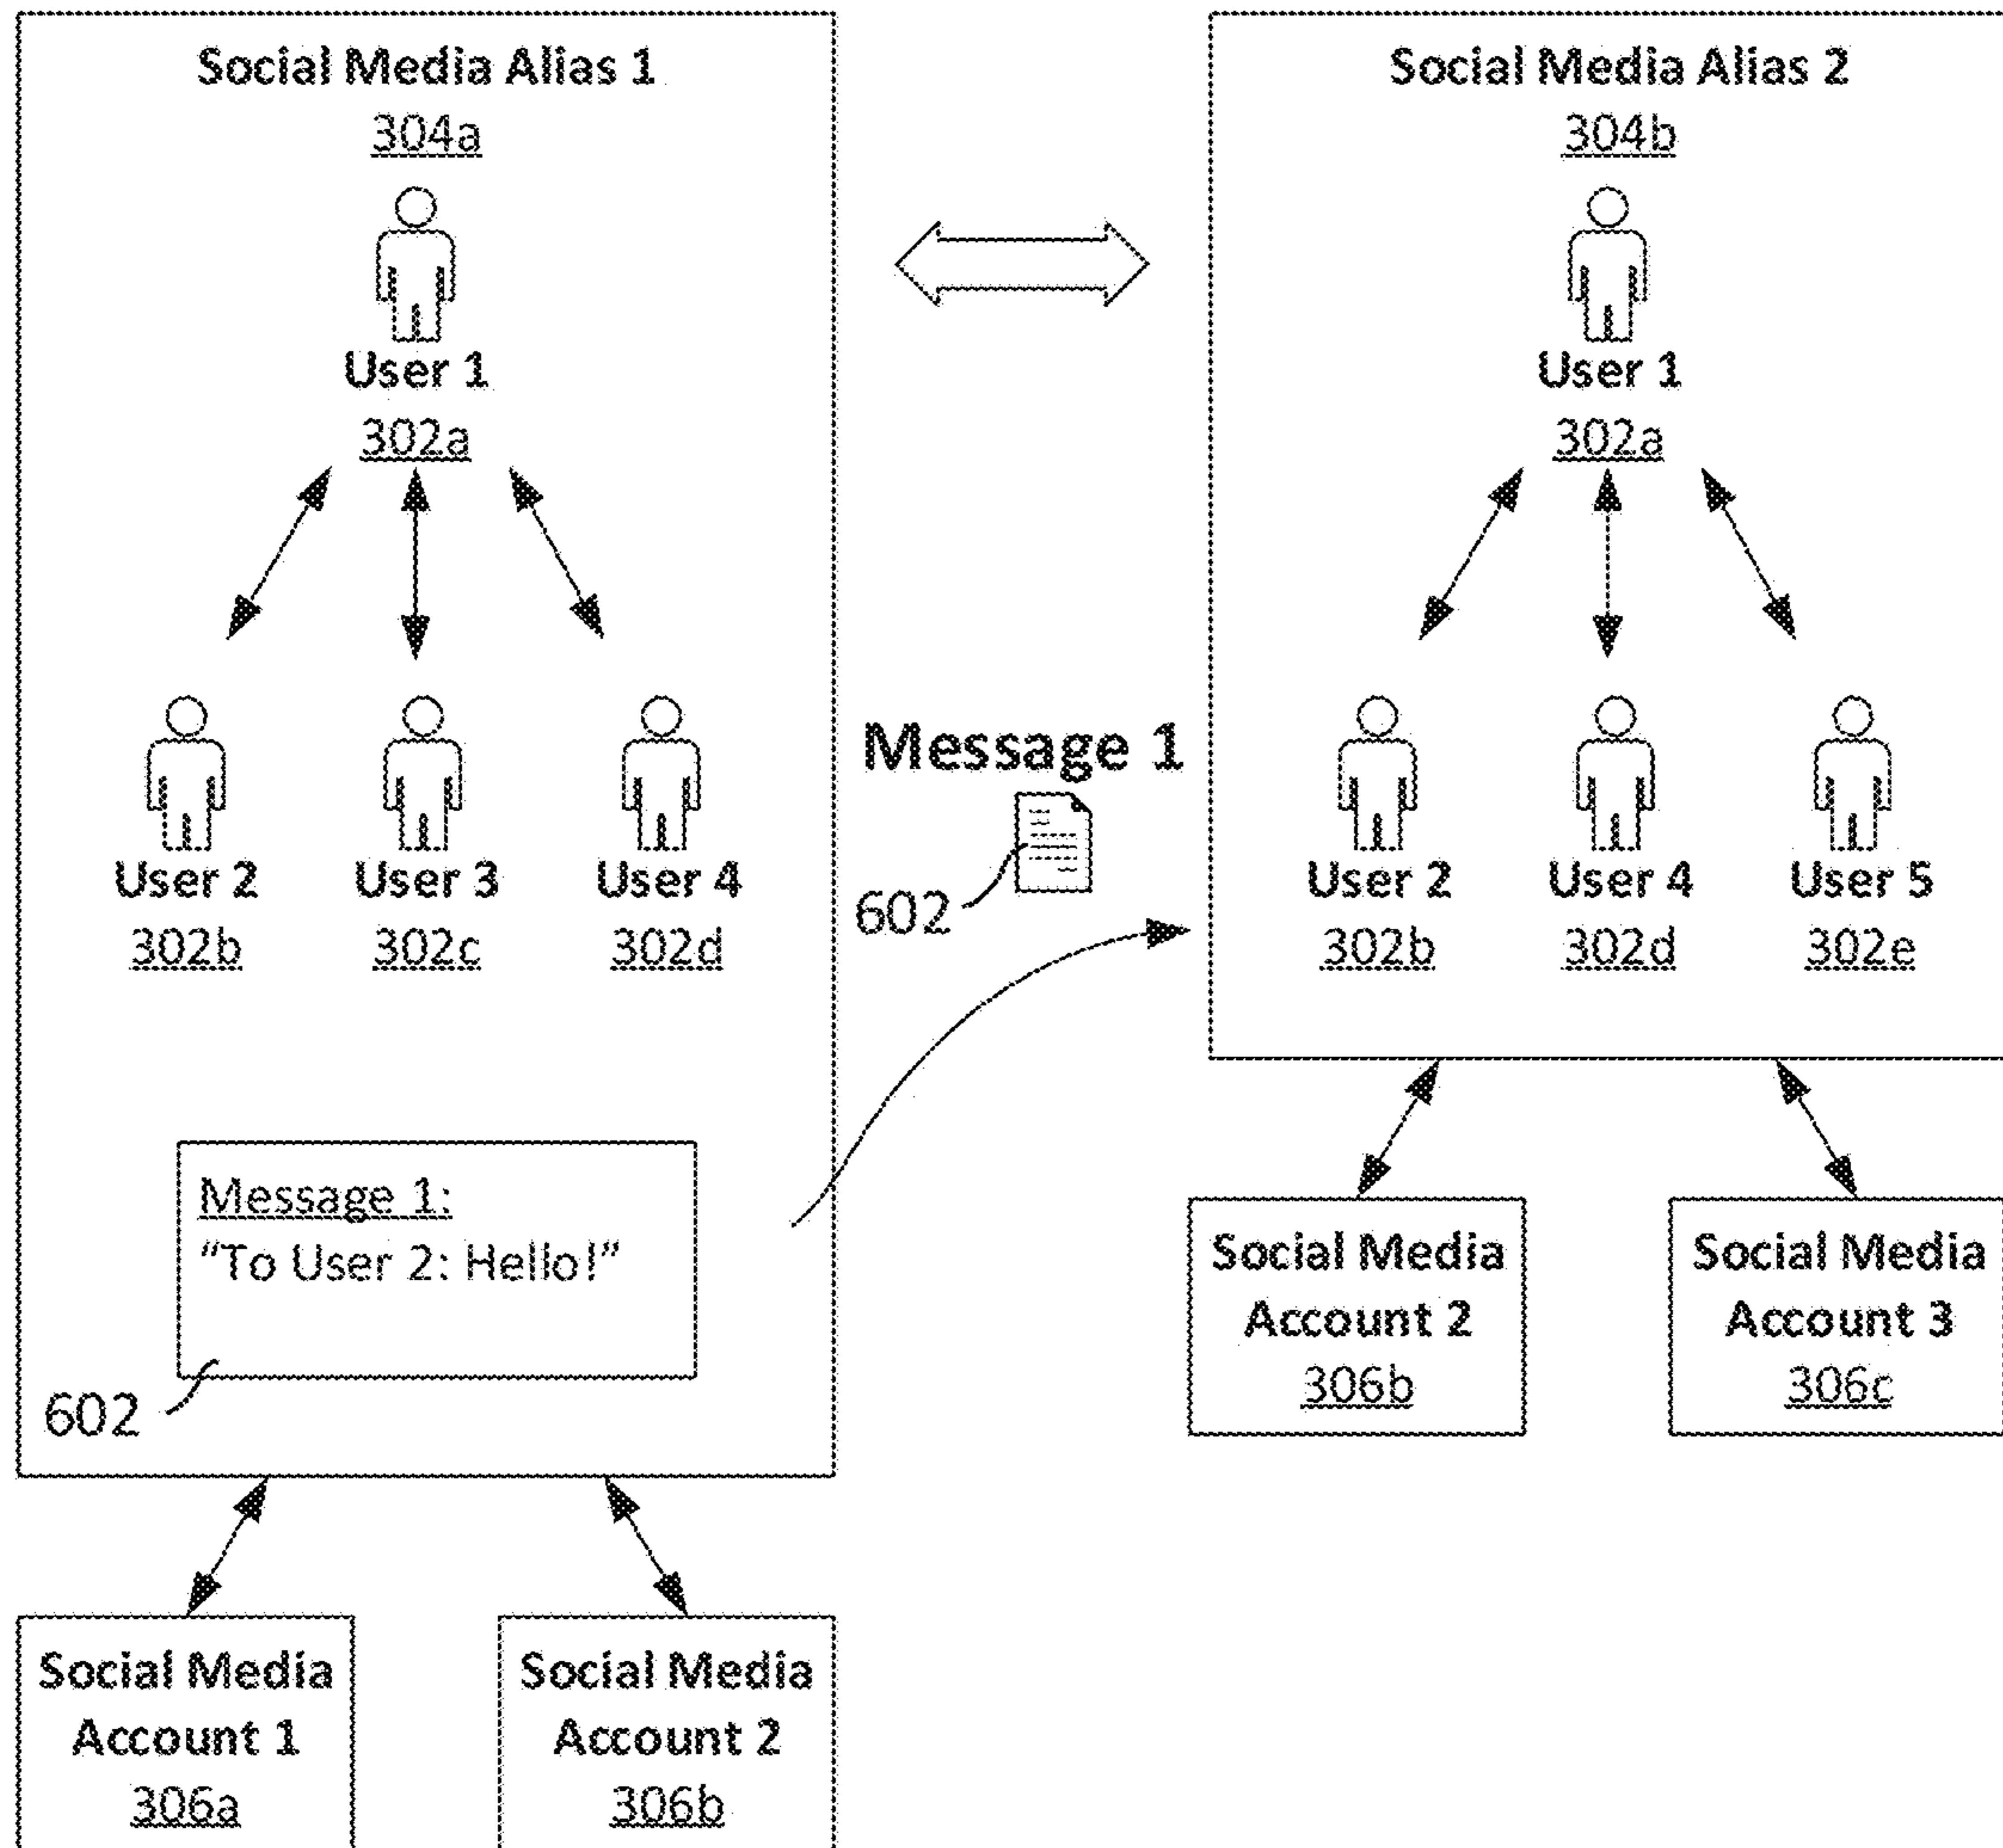 Social Media Alias 1
304a
User 1
302a
User 2
302b
User 3
302c
User 4
302d
Message 1:
"To User 2: Hello!"
602
Social Media
Account 1
306a
Social Media
Account 2
306b
Message 1
602
Social Media Alias 2
304b
User 1
302a
User 2
302b
User 4
302d
User 5
302e
Social Media
Account 2
306b
Social Media
Account 3
306c